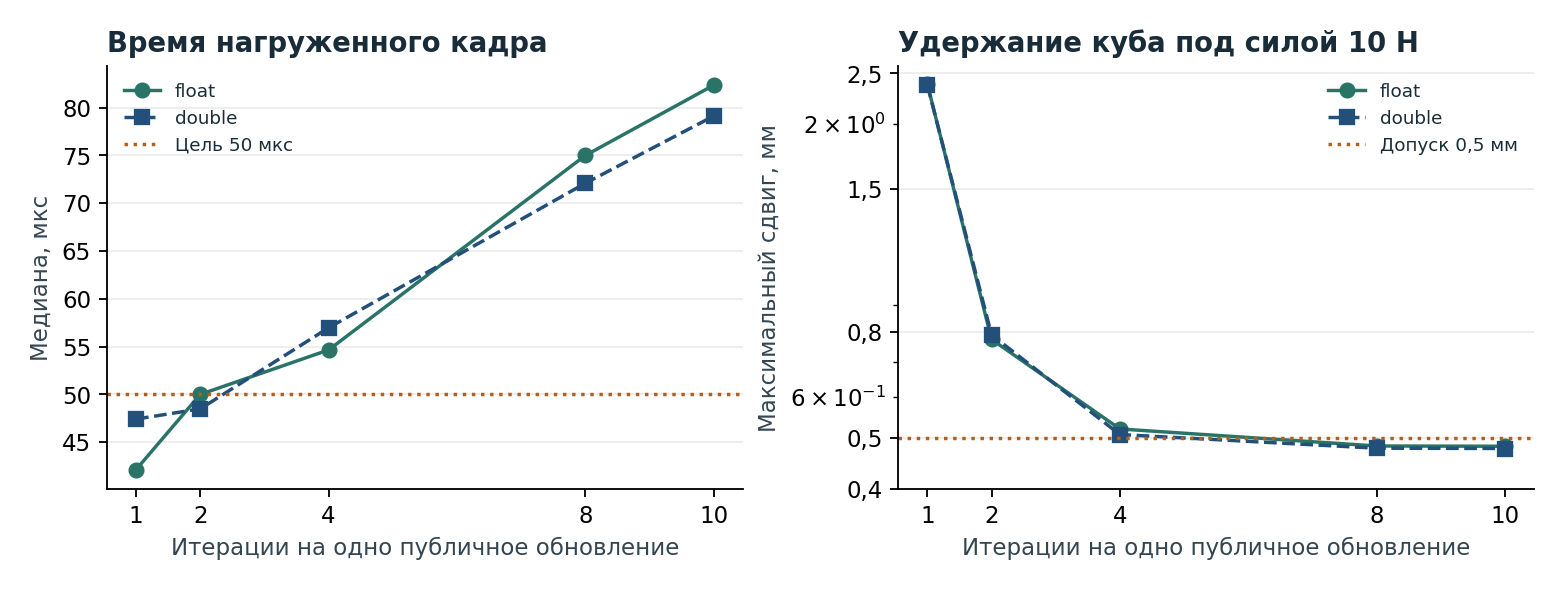 Время нагруженного кадра
float
double
Цель 50 мкс
80
75
70
65
60
55
50
45
Медиана, мкс
1 2 4 8 10
Итерации на одно публичное обновление
Удержание куба под силой 10 Н
float
double
Допуск 0,5 мм
2,5
2 × 10⁰
1,5
0,8
6 × 10⁻¹
0,5
0,4
Максимальный сдвиг, мм
1 2 4 8 10
Итерации на одно публичное обновление